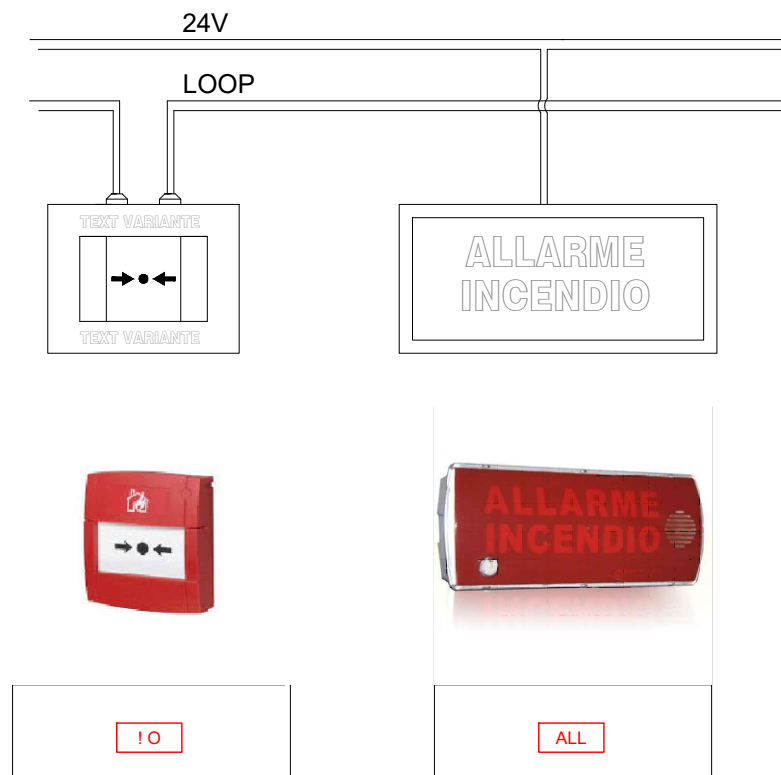 24V
LOOP
TEXT VARIANTE
TEXT VARIANTE
ALLARME
INCENDIO
ALLARME
INCENDIO
! O
ALL